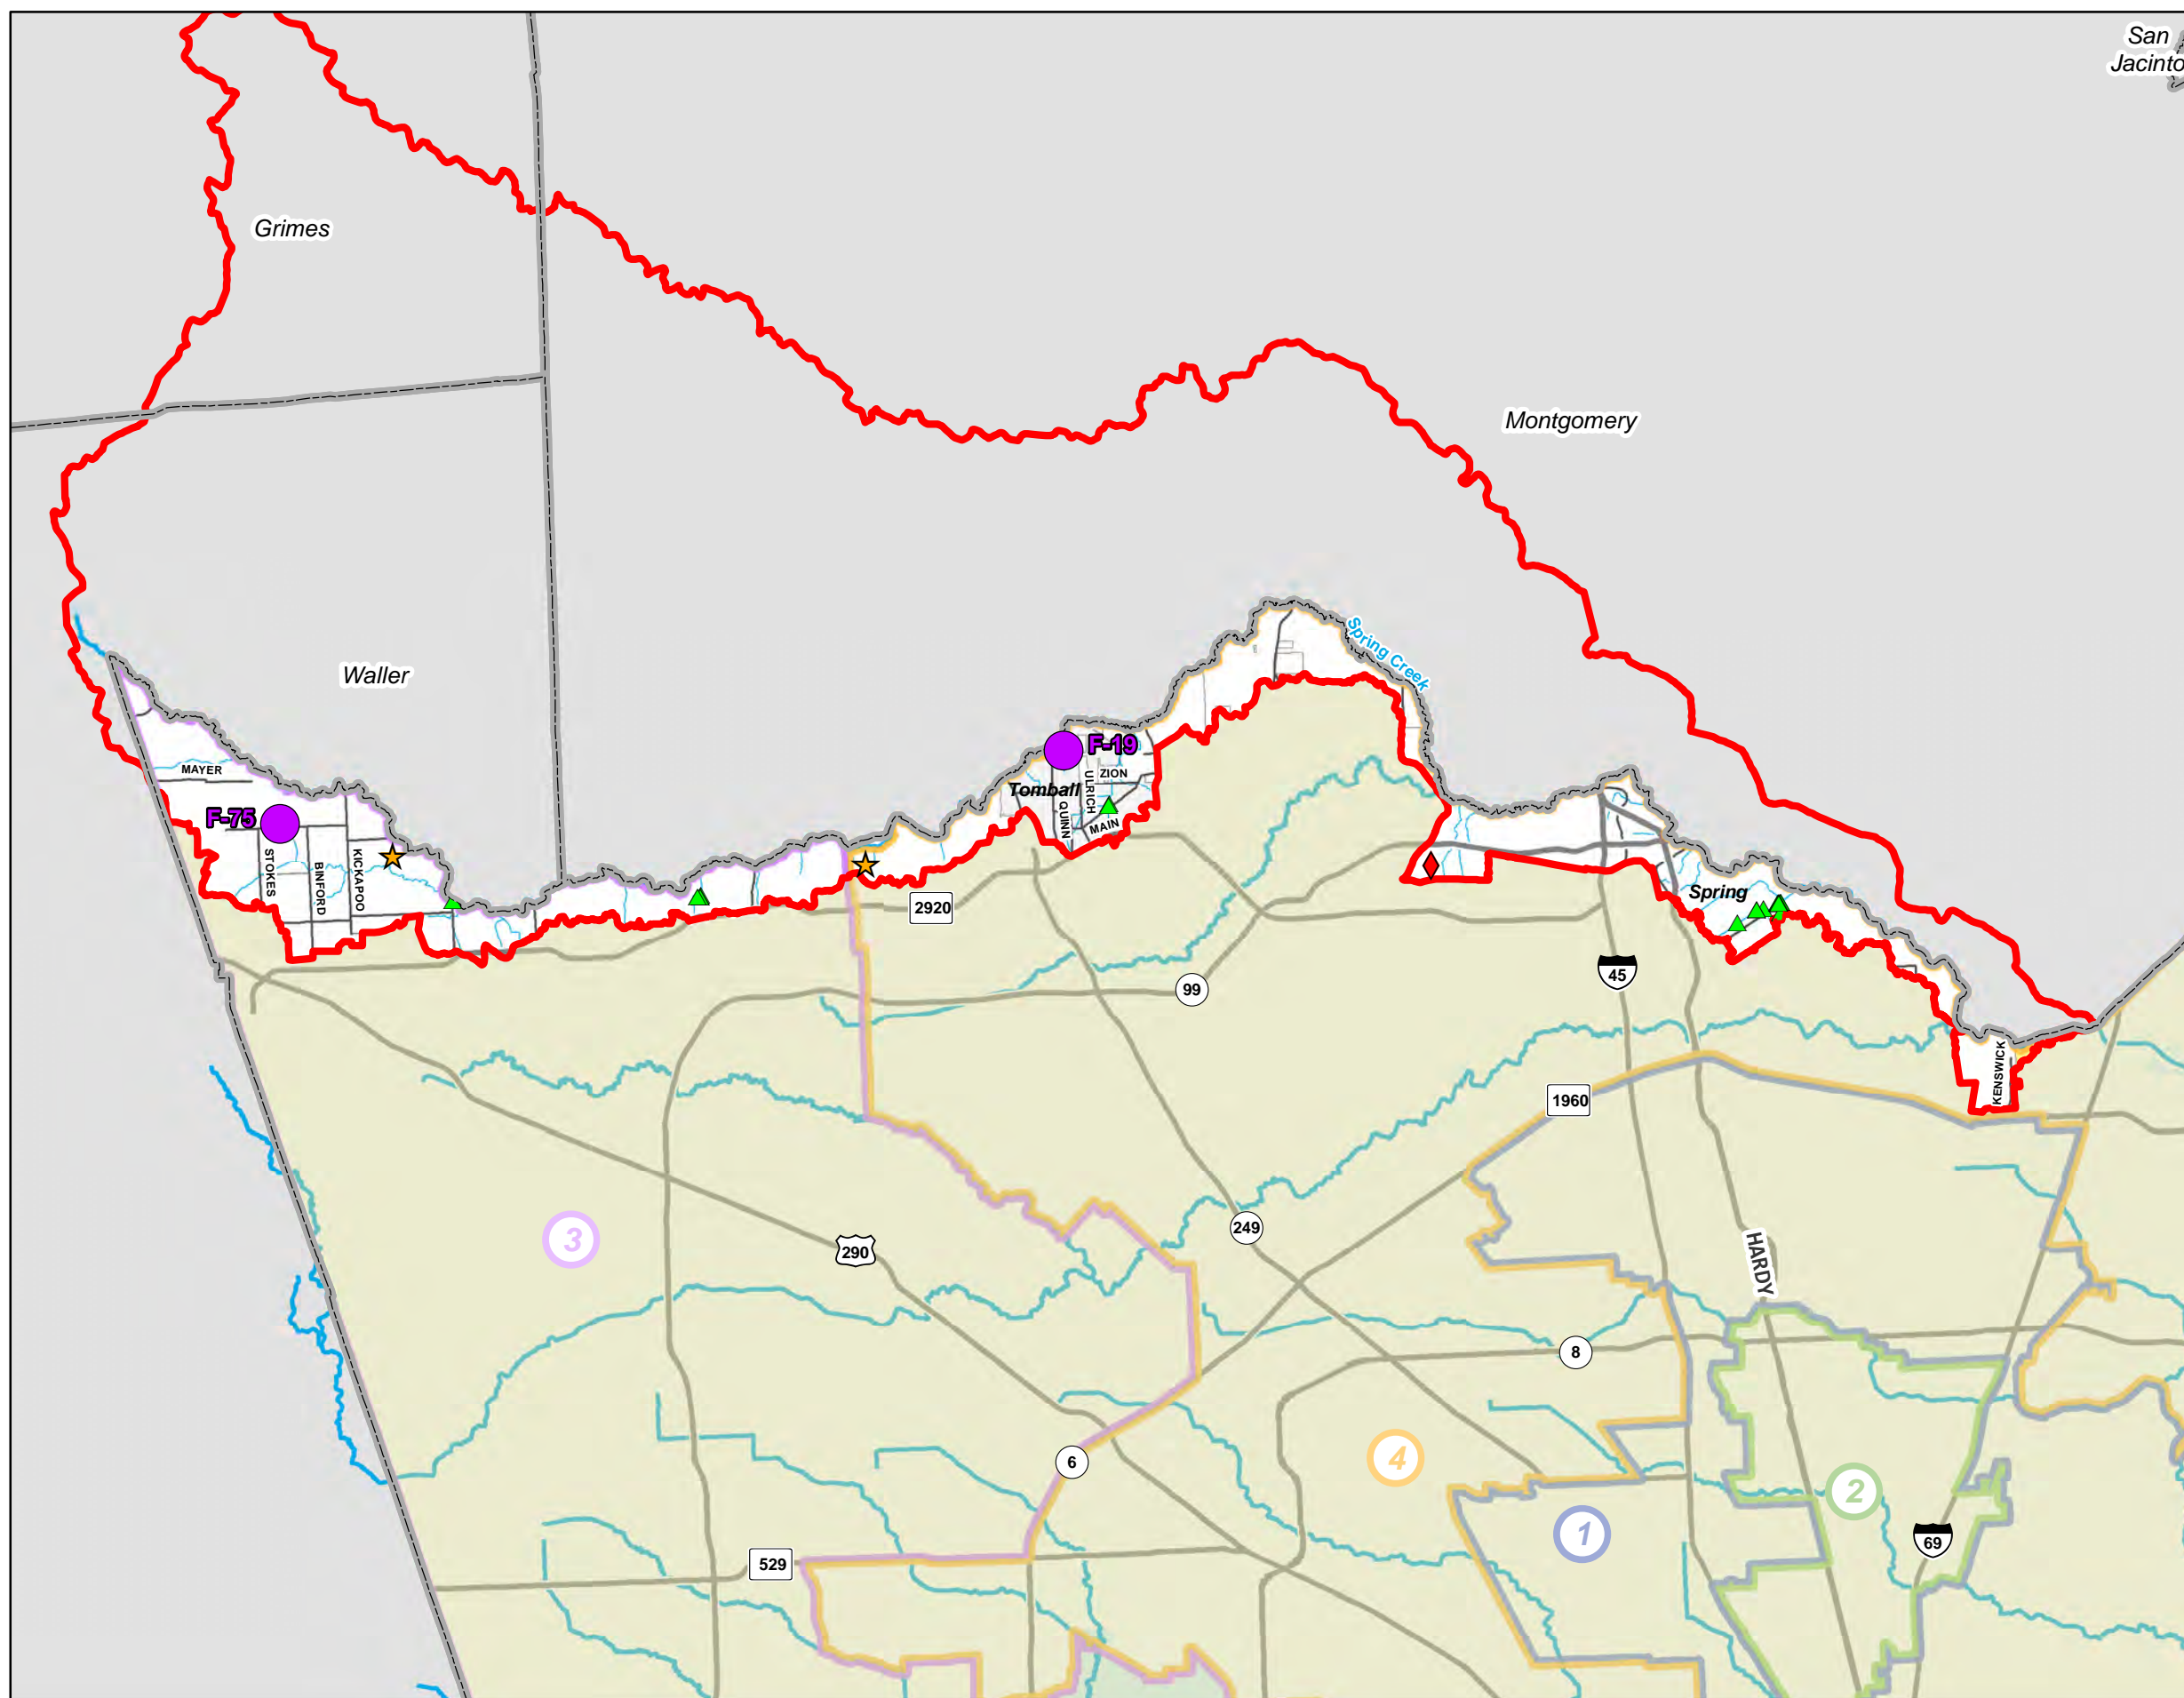 San
Jacinto
Grimes
Montgomery
Spring Creek
Waller
F-19
MAYER
ZION
Tomball
ULRICH
QUINN
MAIN
F-75
STOKES
BINFORD
KICKAPOO
Spring
2920
45
99
KENSWICK
1960
249
3
290
HARDY
8
4
6
2
1
69
529